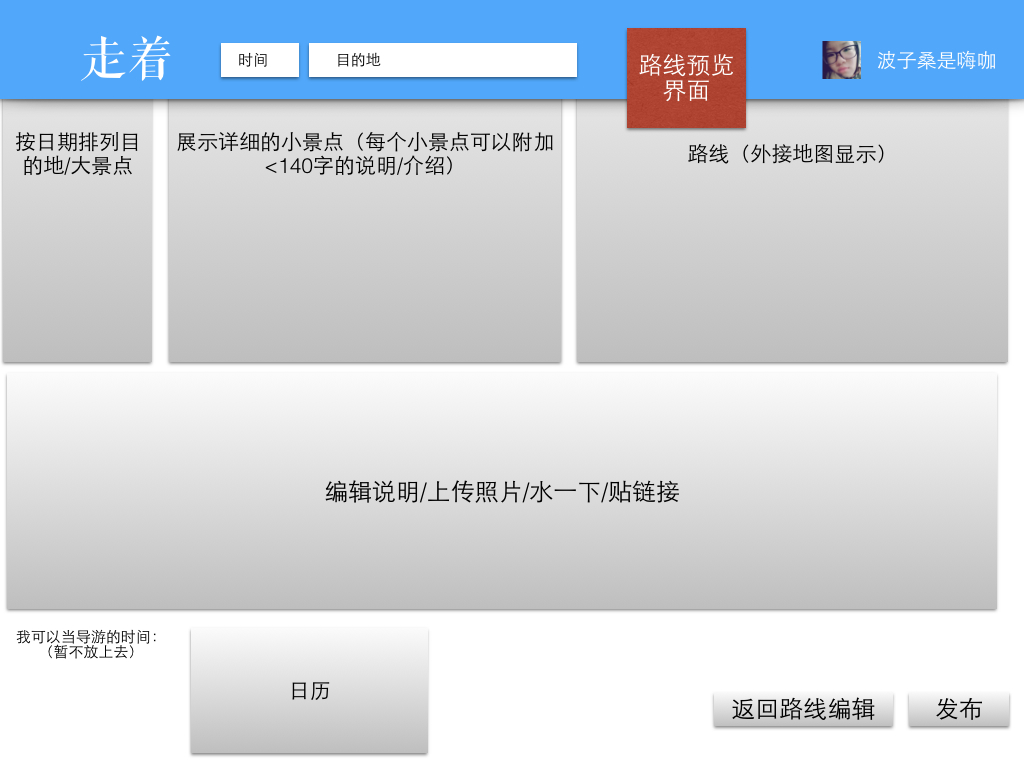 走着
时间
目的地
路线预览
界面
波子桑是嗨咖
按日期排列目
的地/大景点
展示详细的小景点（每个小景点可以附加
<140字的说明/介绍）
路线（外接地图显示）
编辑说明/上传照片/水一下/贴链接
我可以当导游的时间：
（暂不放上去）
日历
返回路线编辑
发布